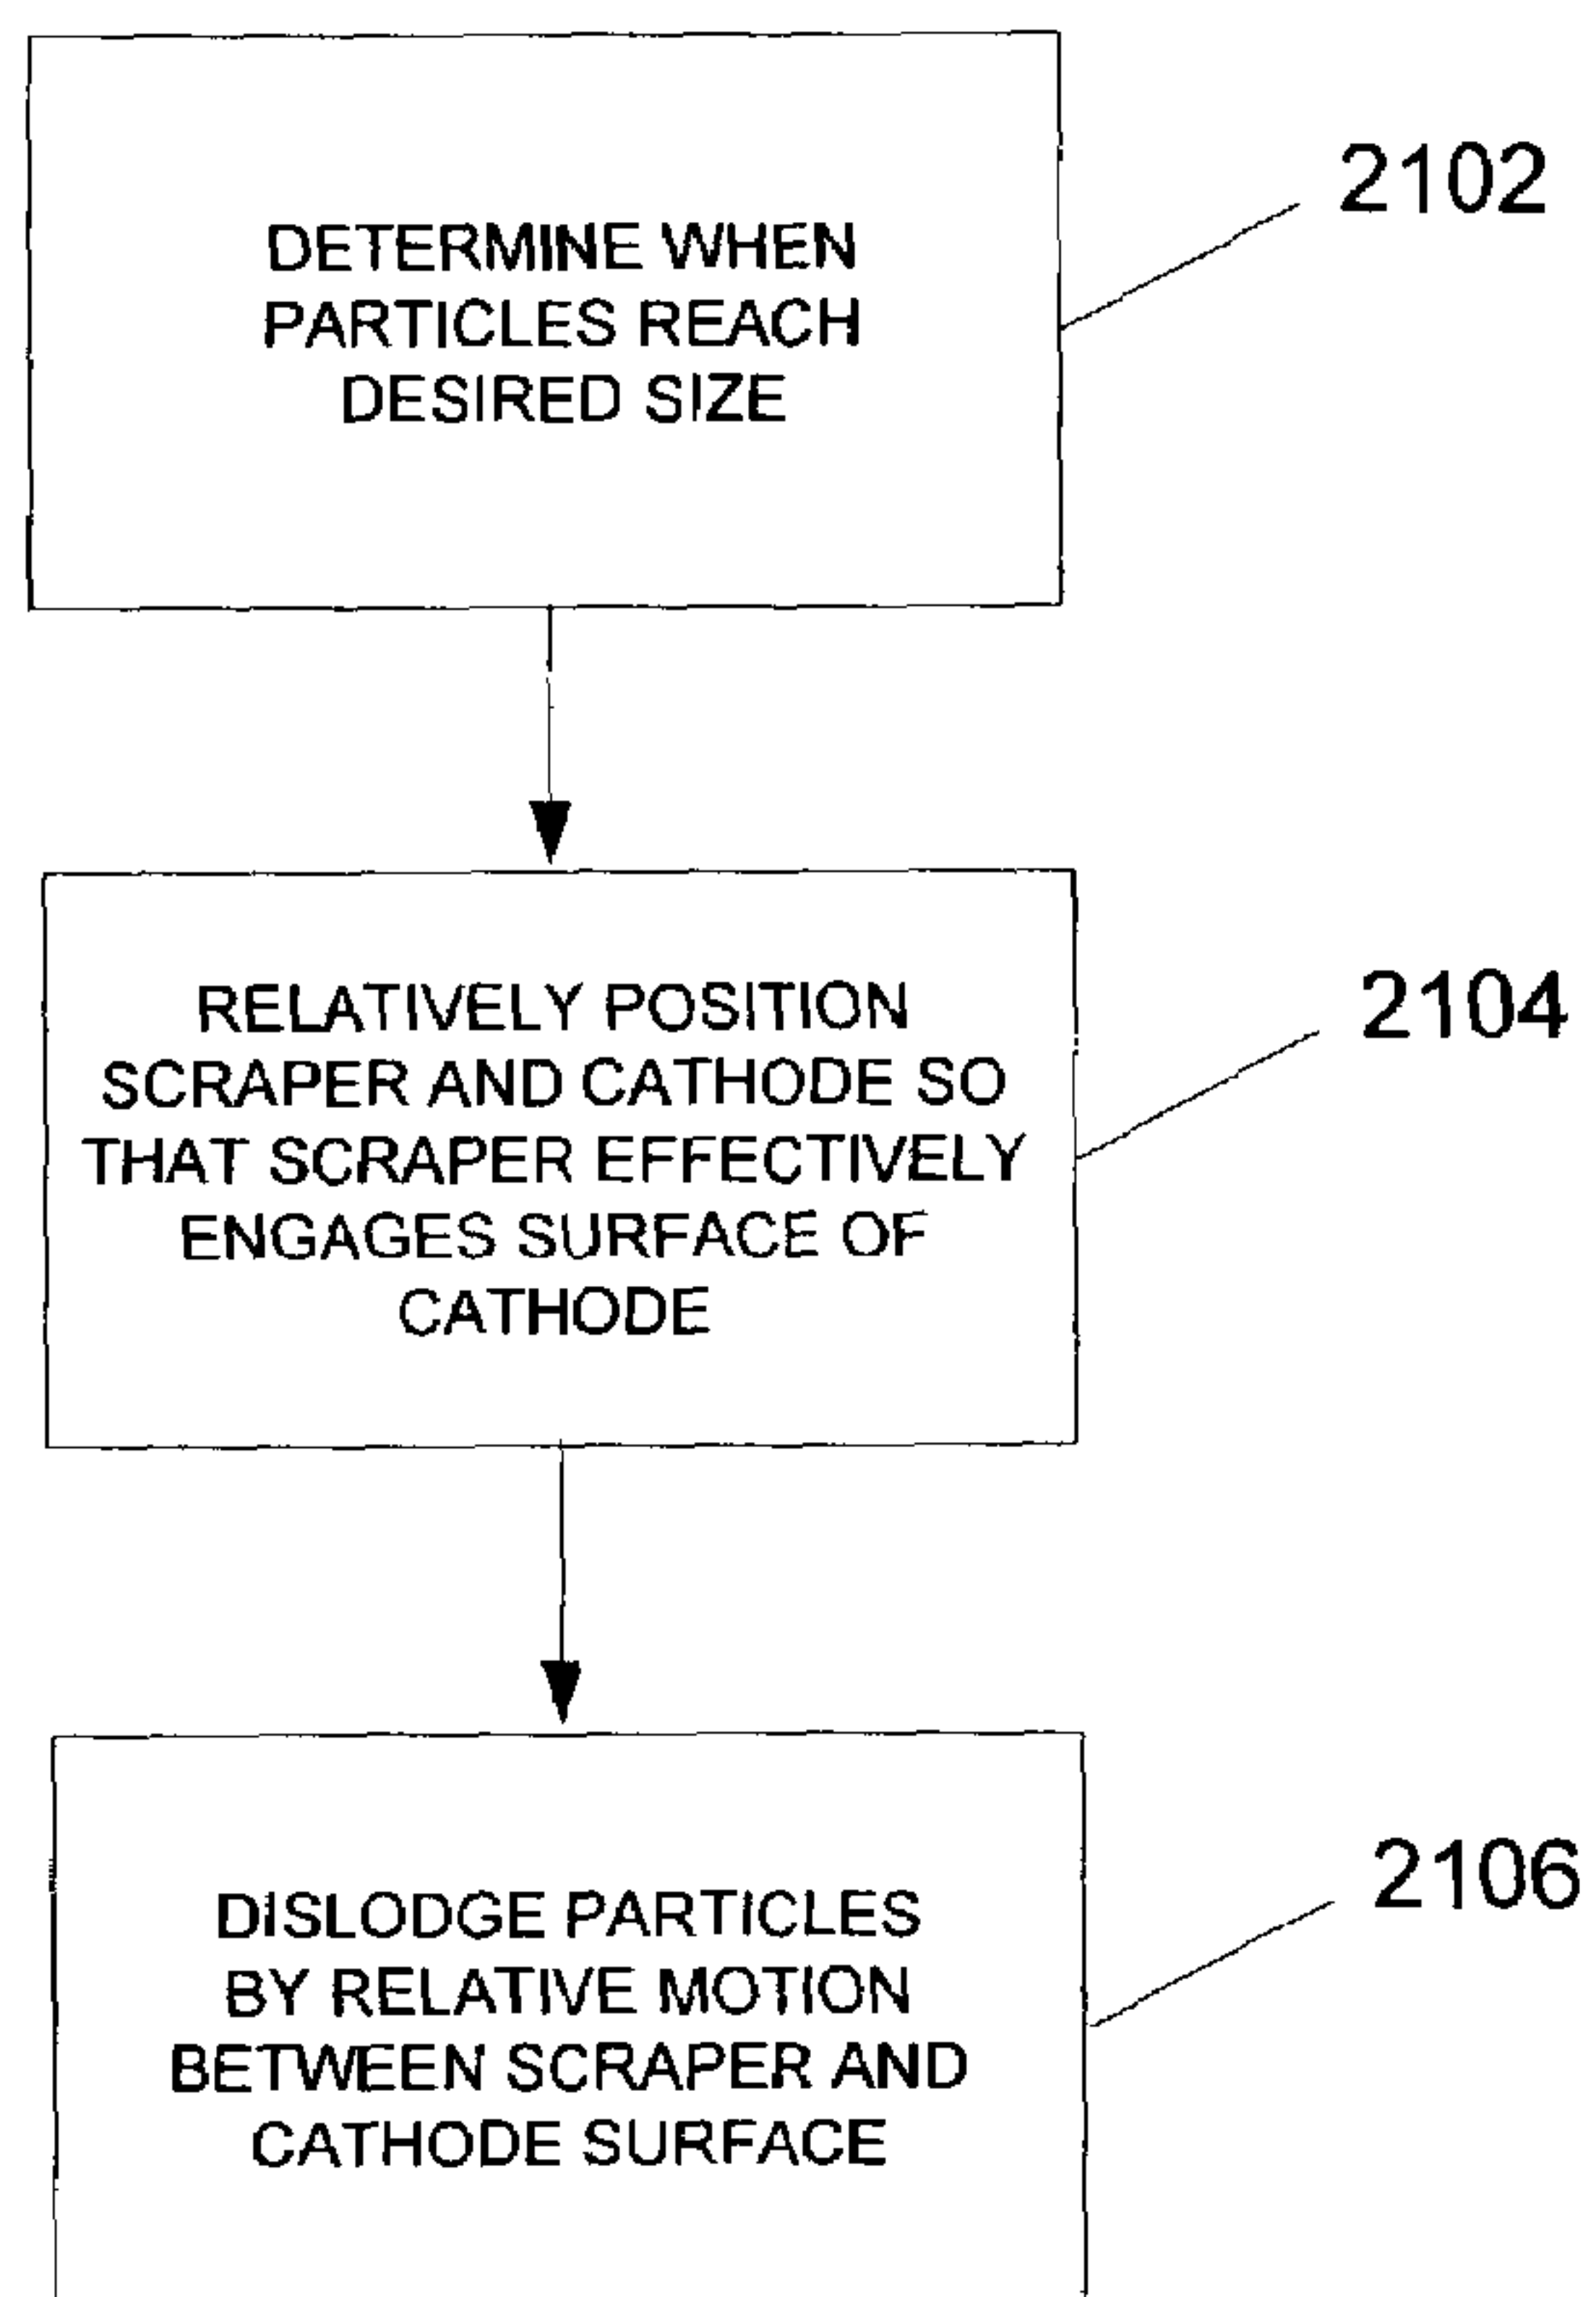 DETERMINE WHEN
PARTICLES REACH
DESIRED SIZE
2102
RELATIVELY POSITION
SCRAPER AND CATHODE SO
THAT SCRAPER EFFECTIVELY
ENGAGES SURFACE OF
CATHODE
2104
DISLODGE PARTICLES
BY RELATIVE MOTION
BETWEEN SCRAPER AND
CATHODE SURFACE
2106